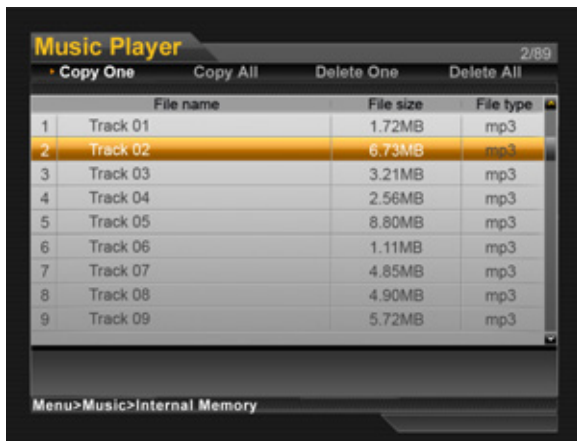 Music Player
2/89
Copy One Copy All Delete One Delete All
File name File size File type
1 Track 01 1.72MB mp3
2 Track 02 6.73MB mp3
3 Track 03 3.21MB mp3
4 Track 04 2.56MB mp3
5 Track 05 8.80MB mp3
6 Track 06 1.11MB mp3
7 Track 07 4.85MB mp3
8 Track 08 4.90MB mp3
9 Track 09 5.72MB mp3
Menu>Music>Internal Memory